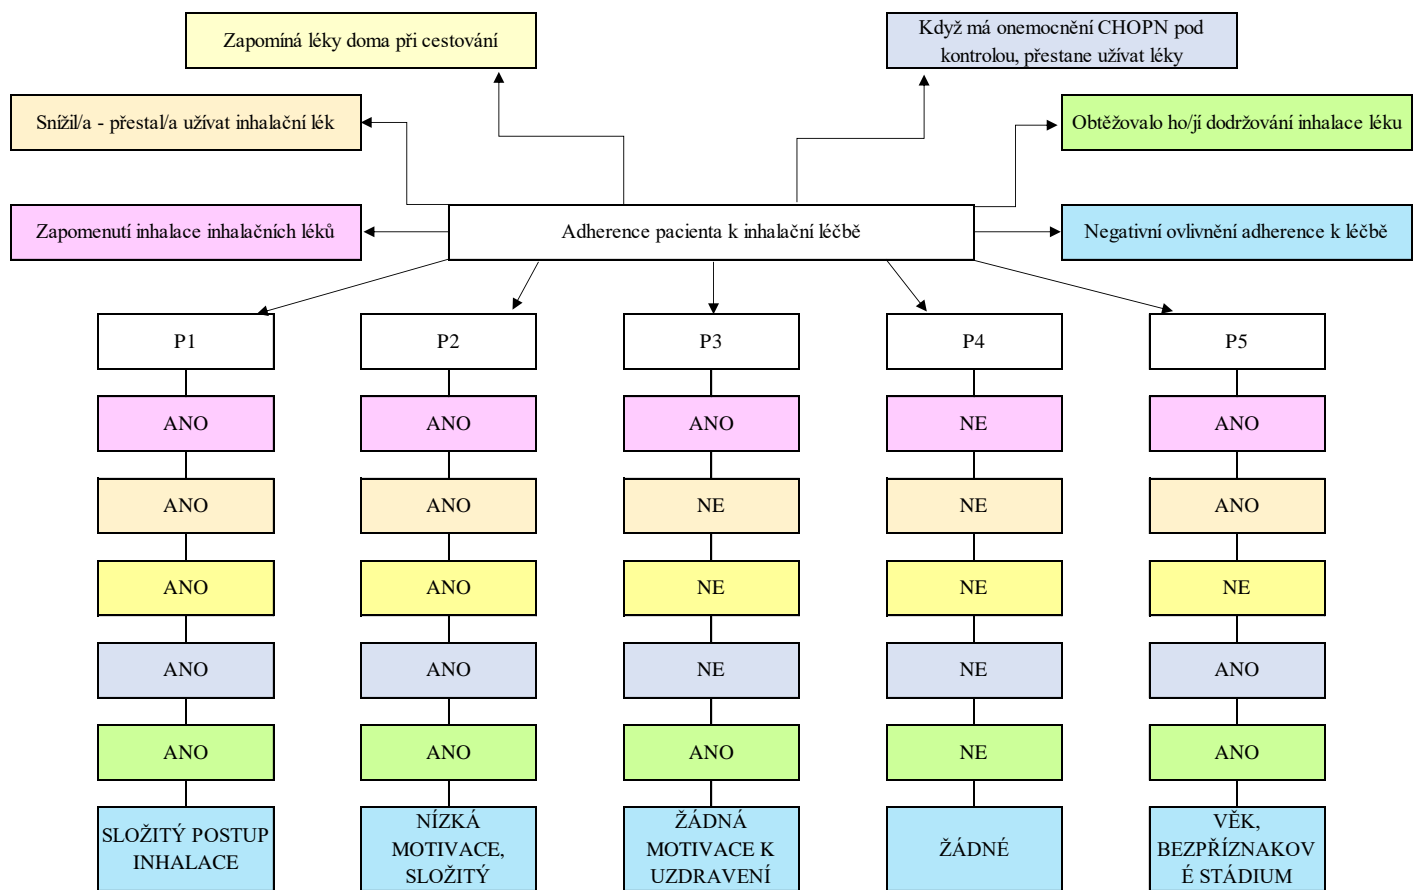 Zapomíná léky doma při cestování
Když má onemocnění CHOPN pod
kontrolou, přestane užívat léky
Snížil/a - přestal/a užívat inhalační lék
Obtěžovalo ho/jí dodržování inhalace léku
Zapomenutí inhalace inhalačních léků
Adherence pacienta k inhalační léčbě
Negativní ovlivnění adherence k léčbě
P1
P2
P3
P4
P5
ANO
ANO
ANO
NE
ANO
ANO
ANO
NE
NE
ANO
ANO
ANO
NE
NE
NE
ANO
ANO
NE
NE
ANO
ANO
ANO
ANO
NE
ANO
SLOŽITÝ POSTUP
INHALACE
NÍZKÁ
MOTIVACE,
SLOŽITÝ
ŽÁDNÁ
MOTIVACE K
UZDRAVENÍ
ŽÁDNÉ
VĚK,
BEZPŘÍZNAKOV
É STÁDIUM